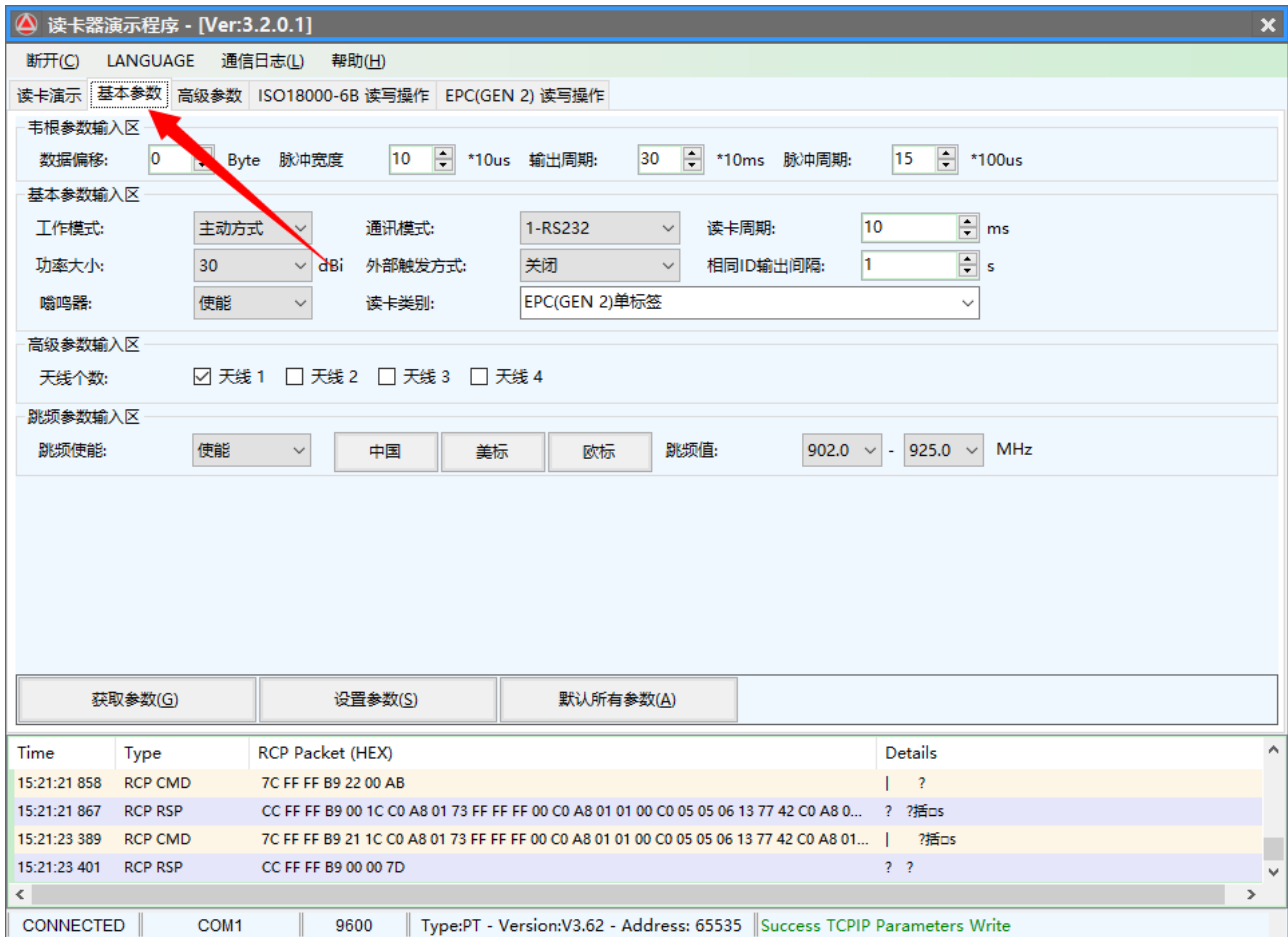 读卡器演示程序 - [Ver:3.2.0.1]
断开(C) LANGUAGE 通信日志(L) 帮助(H)
读卡演示 基本参数 高级参数 ISO18000-6B 读写操作 EPC(GEN 2) 读写操作
韦根参数输入区
数据偏移: 0 Byte 脉冲宽度 10 *10us 输出周期: 30 *10ms 脉冲周期: 15 *100us
基本参数输入区
工作模式: 主动方式 通讯模式: 1-RS232 读卡周期: 10 ms
功率大小: 30 dBi 外部触发方式: 关闭 相同ID输出间隔: 1 s
嗡鸣器: 使能 读卡类别: EPC(GEN 2)单标签
高级参数输入区
天线个数: 天线 1 天线 2 天线 3 天线 4
跳频参数输入区
跳频使能: 使能 中国 美标 欧标 跳频值: 902.0 - 925.0 MHz
获取参数(G) 设置参数(S) 默认所有参数(A)
Time Type RCP Packet (HEX) Details
15:21:21 858 RCP CMD 7C FF FF B9 22 00 AB | ?
15:21:21 867 RCP RSP CC FF FF B9 00 1C C0 A8 01 73 FF FF FF 00 C0 A8 01 01 00 C0 05 05 06 13 77 42 C0 A8 0... ? ?括□s
15:21:23 389 RCP CMD 7C FF FF B9 21 1C C0 A8 01 73 FF FF FF 00 C0 A8 01 01 00 C0 05 05 06 13 77 42 C0 A8 01... | ?括□s
15:21:23 401 RCP RSP CC FF FF B9 00 00 7D ? ?
CONNECTED COM1 9600 Type:PT - Version:V3.62 - Address: 65535 Success TCPIP Parameters Write